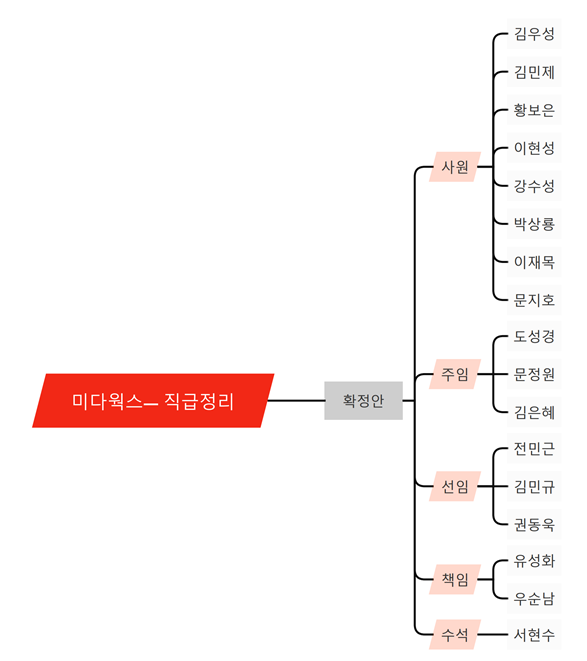 미다웍스— 직급정리
확정안
사원
김우성
김민제
황보은
이현성
강수성
박상룡
이재목
문지호
주임
도성경
문정원
김은혜
선임
전민근
김민규
권동욱
책임
유성화
우순남
수석
서현수